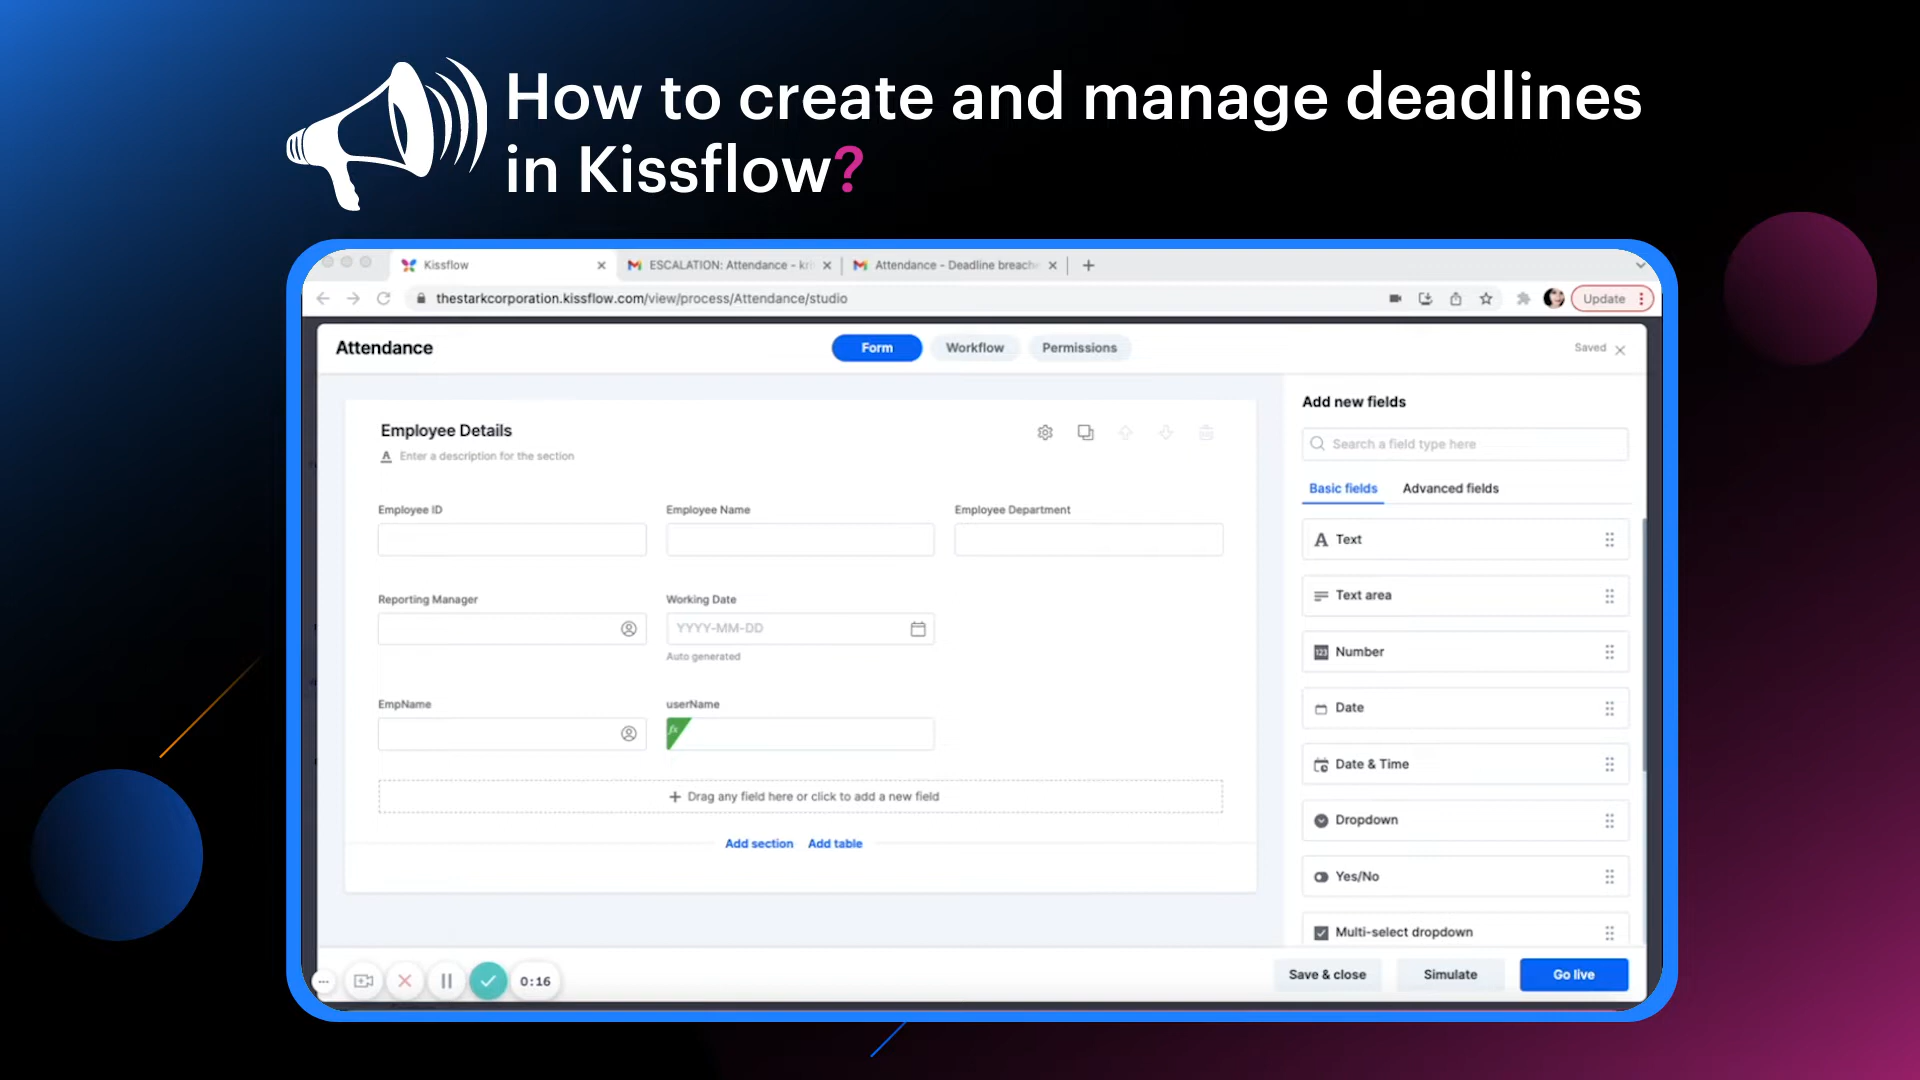 How to create and manage deadlines
in Kissflow?
Kissflow
ESCALATION: Attendance - kr
Attendance - Deadline breache
thestarkcorporation.kissflow.com/view/process/Attendance/studio
Update
Attendance
Form
Workflow
Permissions
Saved
Employee Details
A Enter a description for the section
Employee ID
Employee Name
Employee Department
Reporting Manager
Working Date
YYYY-MM-DD
Auto generated
EmpName
userName
fx
+ Drag any field here or click to add a new field
Add section
Add table
Add new fields
Search a field type here
Basic fields
Advanced fields
A Text
Text area
123 Number
Date
Date & Time
Dropdown
Yes/No
Multi-select dropdown
0:16
Save & close
Simulate
Go live